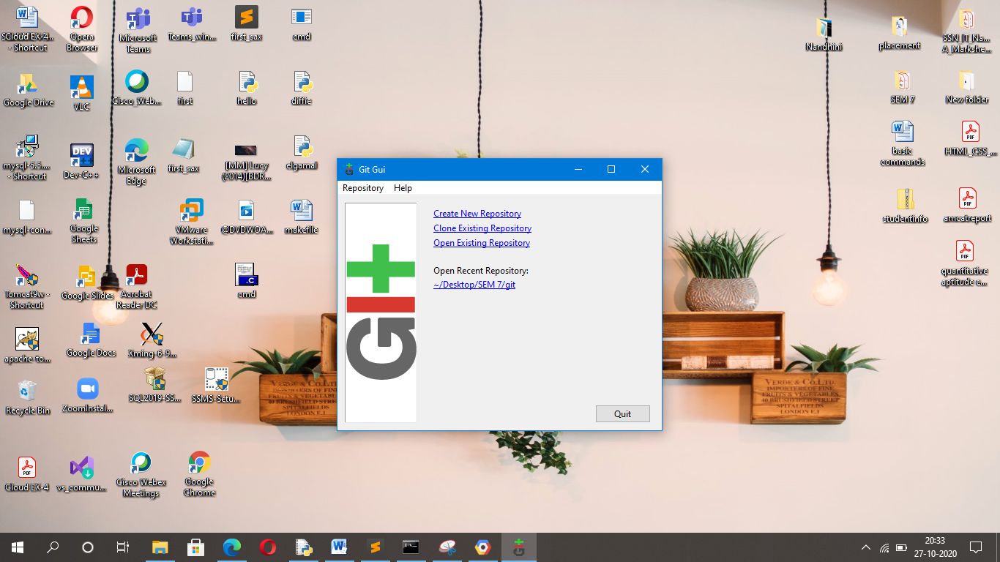 SCloud EX-4...
- Shortcut
Opera
Browser
Microsoft
Teams
Teams_win...
first_sax
cmd
Nandhini
placement
SSN_IT_Na...
A_Markshe...
Google Drive
VLC
Cisco_Web...
first
hello
diffie
SEM 7
New folder
mysql-5.5....
- Shortcut
DEV
Dev-C++
Microsoft
Edge
first_sax
[MM] Lucy
(2014)[BDR...
elgamal
basic
commands
PDF
HTML_CSS_...
mysql-con...
Google
Sheets
VMware
Workstati...
@DVDWOA...
makefile
studentinfo
PDF
amcatreport
Tomcat9w -
Shortcut
Google Slides
Acrobat
Reader DC
.C
cmd
PDF
quantitative
aptitude e...
apache-to...
Google Docs
Xming-6-9...
Recycle Bin
ZoomInstal...
SQL2019-SS...
SSMS-Setu...
PDF
Cloud EX-4
vs_commu...
Cisco Webex
Meetings
Google
Chrome
Git Gui
Repository Help
Git
Create New Repository
Clone Existing Repository
Open Existing Repository
Open Recent Repository:
~/Desktop/SEM 7/git
Quit
VERDE & CO. LTD.
IMPORTERS OF FINE
FRUITS & VEGETABLES
40 BRUSHFIELD STREET
SPITALFIELDS
LONDON E.1
VERDE & CO. LTD.
IMPORTERS OF FINE
FRUITS & VEGETABLES
40 BRUSHFIELD STREET
SPITALFIELDS
LONDON E.1
20:33
27-10-2020